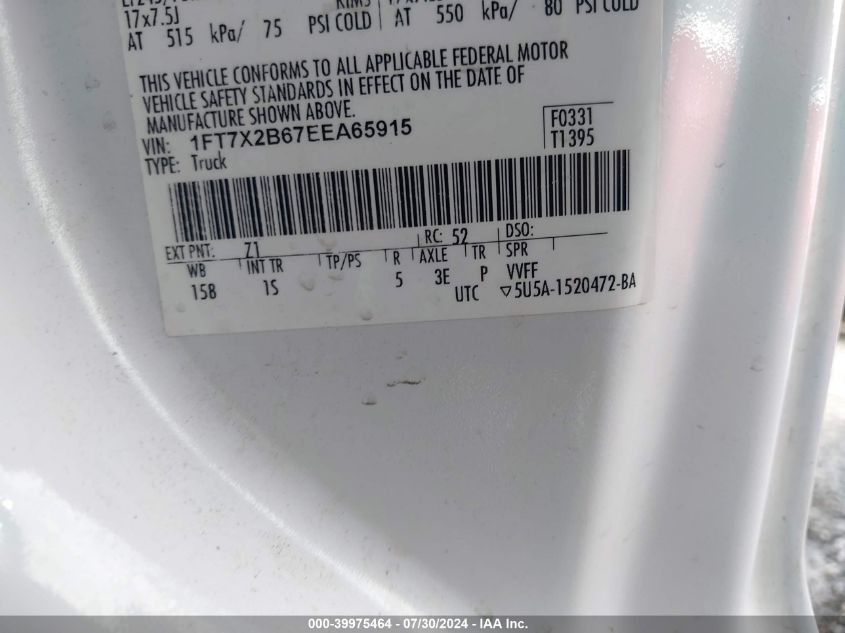 17x7.5J
AT 515 kPa/ 75 PSI COLD AT 550 kPa/ 80 PSI COLD
THIS VEHICLE CONFORMS TO ALL APPLICABLE FEDERAL MOTOR
VEHICLE SAFETY STANDARDS IN EFFECT ON THE DATE OF
MANUFACTURE SHOWN ABOVE.
VIN: 1FT7X2B67EEA65915
F0331
TYPE: Truck
T1395
EXT PNT: Z1 RC: 52 DSO:
WB INT TR TP/PS R AXLE TR SPR
158 1S 5 3E P VVFF
UTC ▽5U5A-1520472-BA
000-39975464 / 07/30/2024 - IAA Inc.